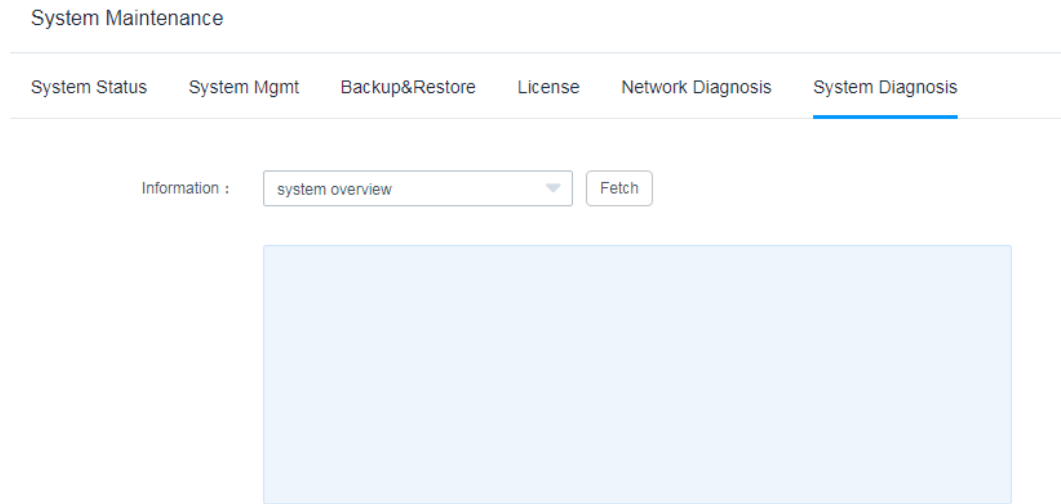 System Maintenance
System Status System Mgmt Backup&Restore License Network Diagnosis System Diagnosis
Information : system overview Fetch